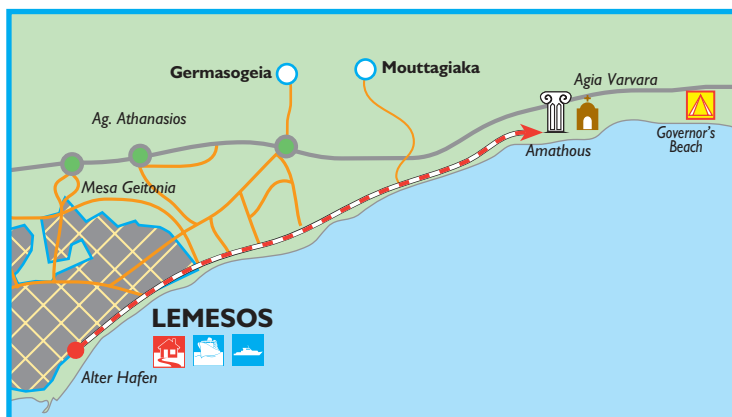 Germasogeia
Mouttagiaka
Agia Varvara
Ag. Athanasios
Amathous
Governor's
Beach
Mesa Geitonia
LEMESOS
Alter Hafen